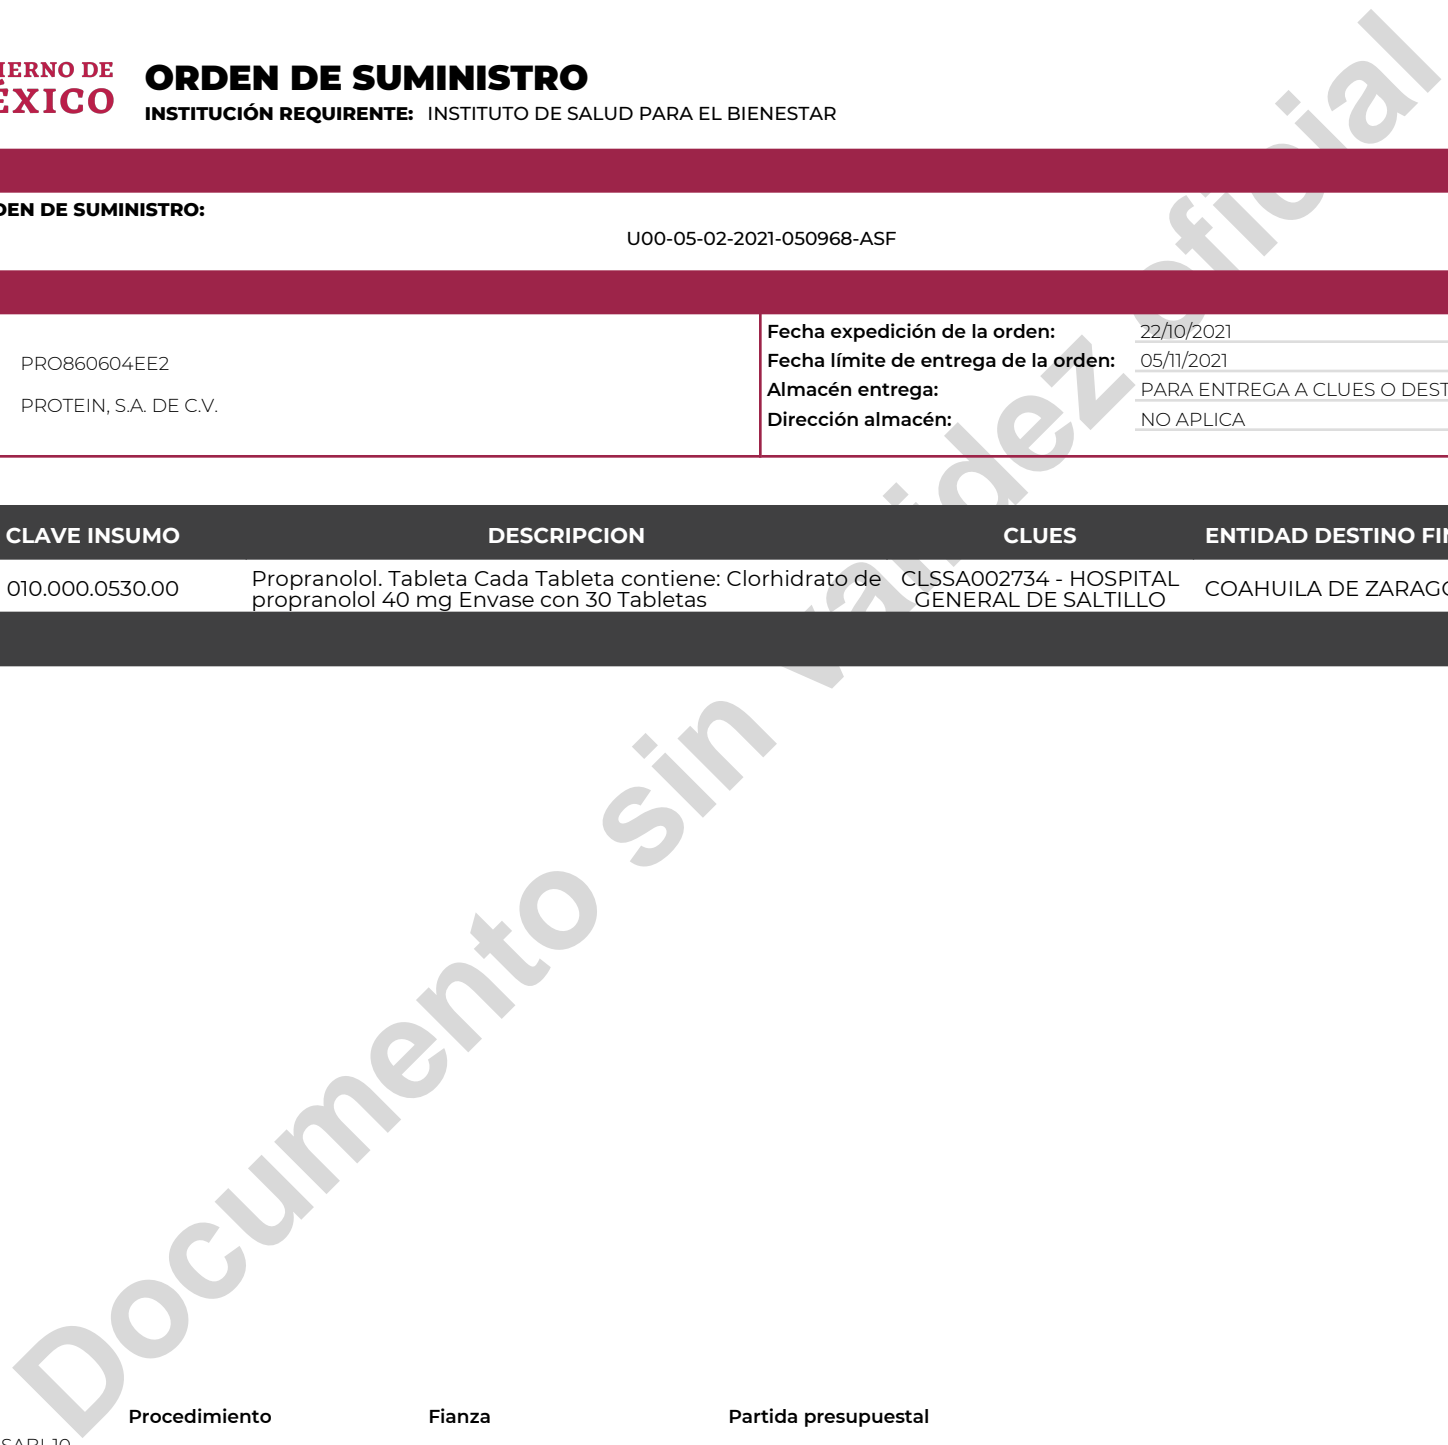 IERNO DE
ÉXICO
ORDEN DE SUMINISTRO
INSTITUCIÓN REQUIRENTE: INSTITUTO DE SALUD PARA EL BIENESTAR
DEN DE SUMINISTRO:
U00-05-02-2021-050968-ASF
PRO860604EE2
PROTEIN, S.A. DE C.V.
Fecha expedición de la orden: 22/10/2021
Fecha límite de entrega de la orden: 05/11/2021
Almacén entrega: PARA ENTREGA A CLUES O DEST
Dirección almacén: NO APLICA
CLAVE INSUMO DESCRIPCION CLUES ENTIDAD DESTINO FIN
010.000.0530.00 Propranolol. Tableta Cada Tableta contiene: Clorhidrato de CLSSA002734 - HOSPITAL COAHUILA DE ZARAGO
propranolol 40 mg Envase con 30 Tabletas GENERAL DE SALTILLO
Documento sin validez oficial
Procedimiento Fianza Partida presupuestal